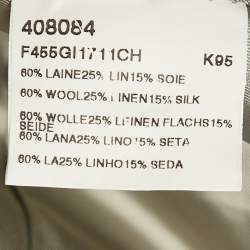 408084
F455GI1711CH K95
60% LAINE25% LIN15% SOIE
60% WOOL25% LINEN15% SILK
60% WOLLE25% LEINEN FLACHS15%
SEIDE
60% LANA25% LINO 15% SETA
60% LA25% LINHO15% SEDA